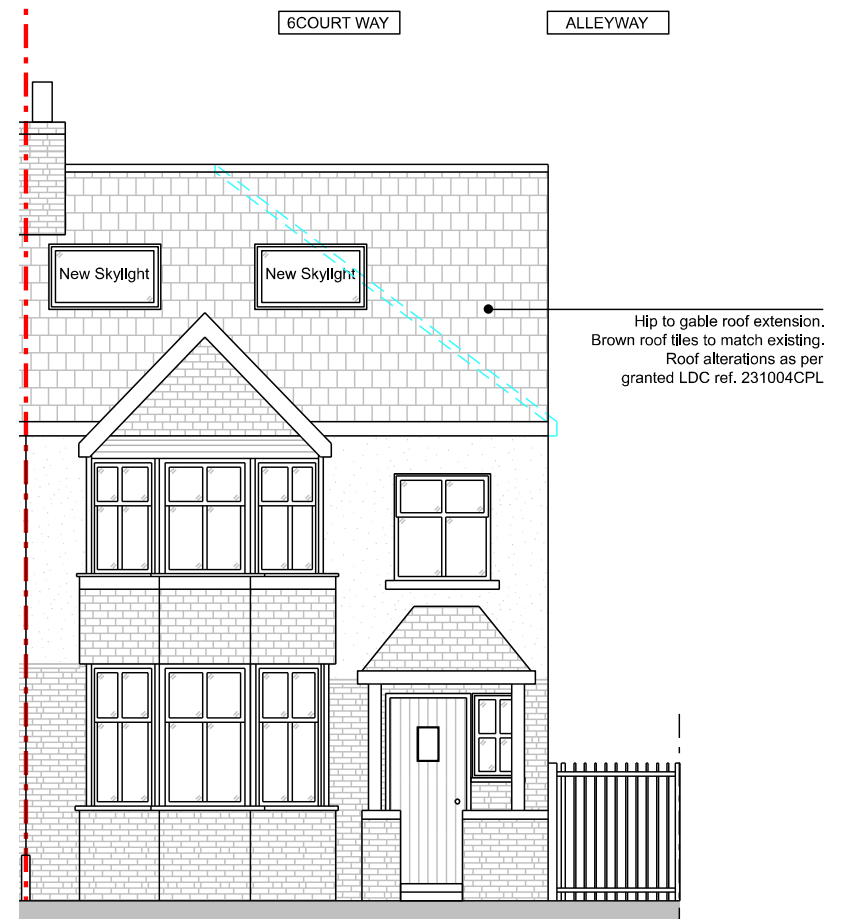 6COURT WAY
ALLEYWAY
New Skylight
New Skylight
Hip to gable roof extension.
Brown roof tiles to match existing.
Roof alterations as per
granted LDC ref. 231004CPL